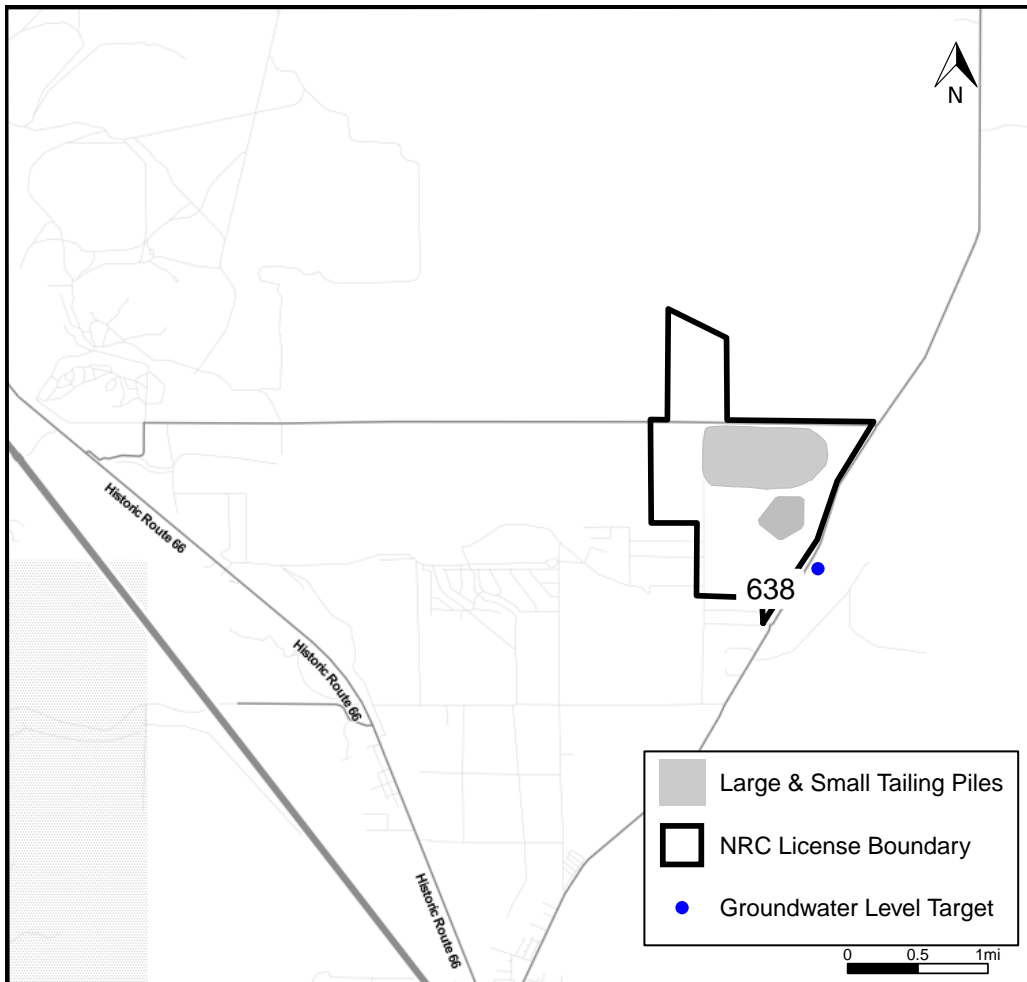 N
Historic Route 66
638
Historic Route 66
Large & Small Tailing Piles
NRC License Boundary
Historic Route 66
Groundwater Level Target
0 0.5 1mi